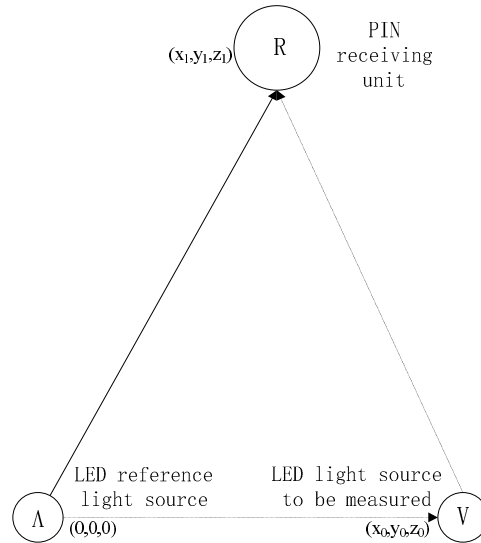 R
PIN
receiving
unit
(x₁,y₁,z₁)
LED reference
light source
LED light source
to be measured
Λ
(0,0,0)
(x₀,y₀,z₀)
V